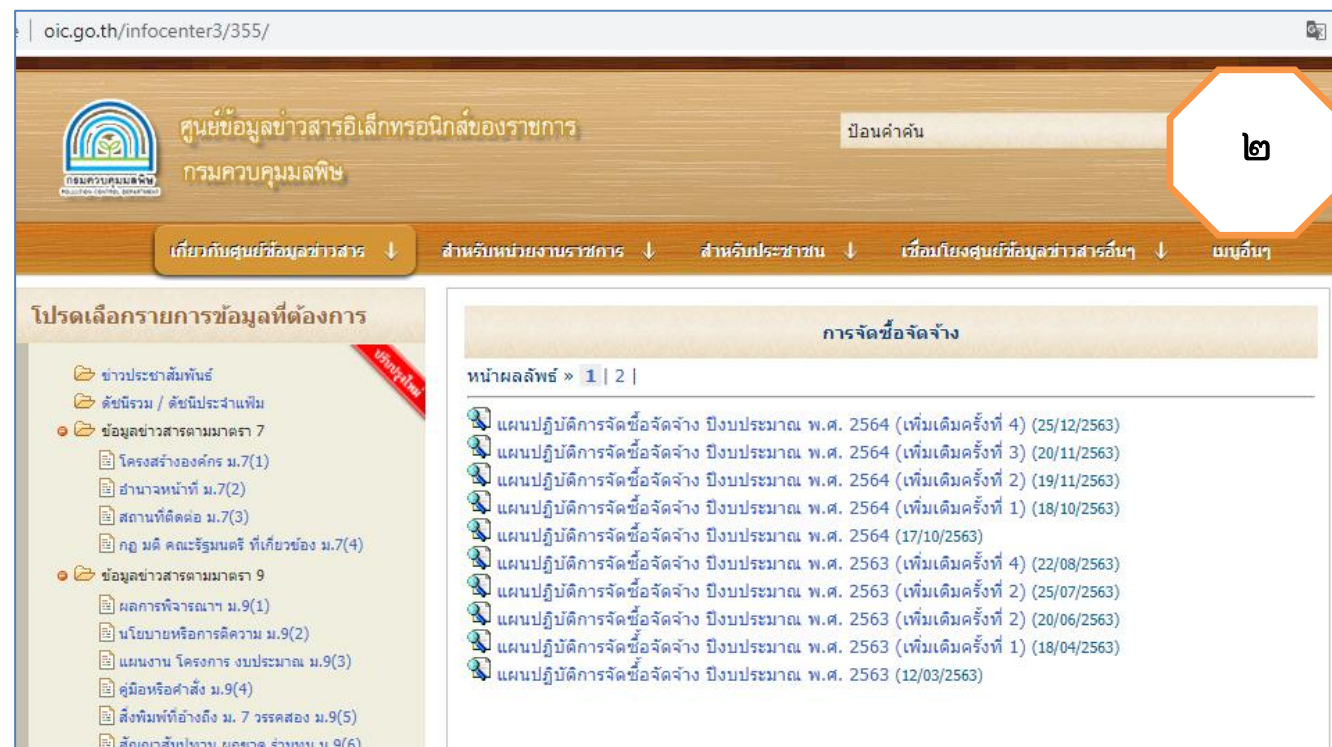 oic.go.th/infocenter3/355/
ศูนย์ข้อมูลข่าวสารอิเล็กทรอนิกส์ของราชการ
กรมควบคุมมลพิษ
กรมควบคุมมลพิษ
POLLUTION CONTROL DEPARTMENT
ป้อนคำค้น
๒
เกี่ยวกับศูนย์ข้อมูลข่าวสาร ↓ สำหรับหน่วยงานราชการ ↓ สำหรับประชาชน ↓ เชื่อมโยงศูนย์ข้อมูลข่าวสารอื่นๆ ↓ เมนูอื่นๆ
โปรดเลือกรายการข้อมูลที่ต้องการ
ปรับปรุงใหม่
ข่าวประชาสัมพันธ์
ดัชนีรวม / ดัชนีประจำแฟ้ม
ข้อมูลข่าวสารตามมาตรา 7
โครงสร้างองค์กร ม.7(1)
อำนาจหน้าที่ ม.7(2)
สถานที่ติดต่อ ม.7(3)
กฎ มติ คณะรัฐมนตรี ที่เกี่ยวข้อง ม.7(4)
ข้อมูลข่าวสารตามมาตรา 9
ผลการพิจารณาฯ ม.9(1)
นโยบายหรือการตีความ ม.9(2)
แผนงาน โครงการ งบประมาณ ม.9(3)
คู่มือหรือคำสั่ง ม.9(4)
สิ่งพิมพ์ที่อ้างถึง ม. 7 วรรคสอง ม.9(5)
สัญญาสัมปทาน ผูกขาด ร่วมทุน ม.9(6)
การจัดซื้อจัดจ้าง
หน้าผลลัพธ์ » 1 | 2 |
แผนปฏิบัติการจัดซื้อจัดจ้าง ปีงบประมาณ พ.ศ. 2564 (เพิ่มเติมครั้งที่ 4) (25/12/2563)
แผนปฏิบัติการจัดซื้อจัดจ้าง ปีงบประมาณ พ.ศ. 2564 (เพิ่มเติมครั้งที่ 3) (20/11/2563)
แผนปฏิบัติการจัดซื้อจัดจ้าง ปีงบประมาณ พ.ศ. 2564 (เพิ่มเติมครั้งที่ 2) (19/11/2563)
แผนปฏิบัติการจัดซื้อจัดจ้าง ปีงบประมาณ พ.ศ. 2564 (เพิ่มเติมครั้งที่ 1) (18/10/2563)
แผนปฏิบัติการจัดซื้อจัดจ้าง ปีงบประมาณ พ.ศ. 2564 (17/10/2563)
แผนปฏิบัติการจัดซื้อจัดจ้าง ปีงบประมาณ พ.ศ. 2563 (เพิ่มเติมครั้งที่ 4) (22/08/2563)
แผนปฏิบัติการจัดซื้อจัดจ้าง ปีงบประมาณ พ.ศ. 2563 (เพิ่มเติมครั้งที่ 2) (25/07/2563)
แผนปฏิบัติการจัดซื้อจัดจ้าง ปีงบประมาณ พ.ศ. 2563 (เพิ่มเติมครั้งที่ 2) (20/06/2563)
แผนปฏิบัติการจัดซื้อจัดจ้าง ปีงบประมาณ พ.ศ. 2563 (เพิ่มเติมครั้งที่ 1) (18/04/2563)
แผนปฏิบัติการจัดซื้อจัดจ้าง ปีงบประมาณ พ.ศ. 2563 (12/03/2563)